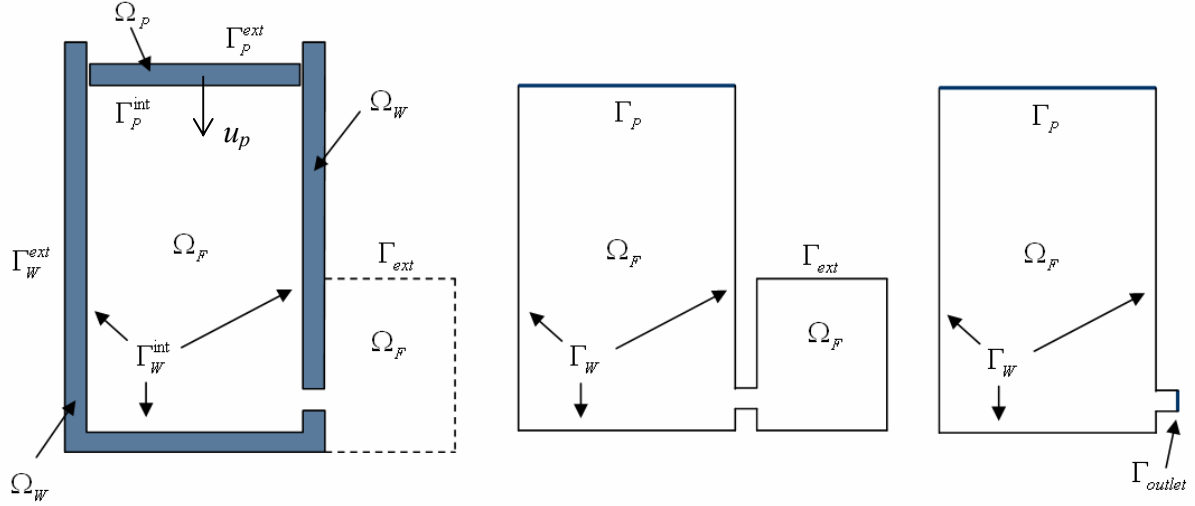 Ω_P
Γ_P^ext
Γ_P^int
u_p
Ω_W
Ω_F
Γ_W^ext
Γ_ext
Ω_F
Γ_W^int
Ω_W
Γ_P
Ω_F
Γ_ext
Ω_F
Γ_W
Γ_P
Ω_F
Γ_W
Γ_outlet